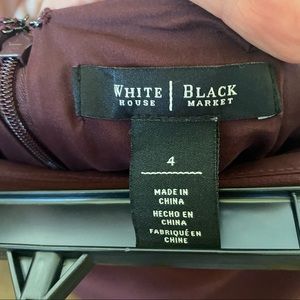 WHITE | BLACK
HOUSE MARKET
4
MADE IN
CHINA
HECHO EN
CHINA
FABRIQUÉ EN
CHINE